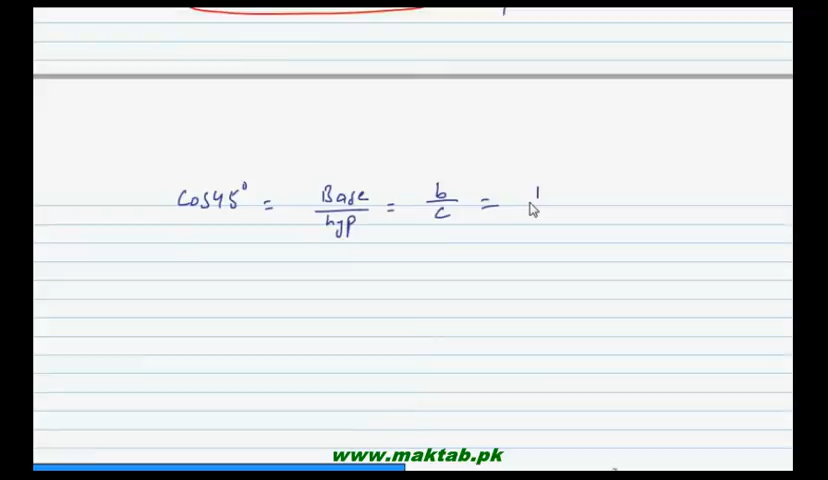 Cos45° = Base/hyp = b/c = 1
www.maktab.pk